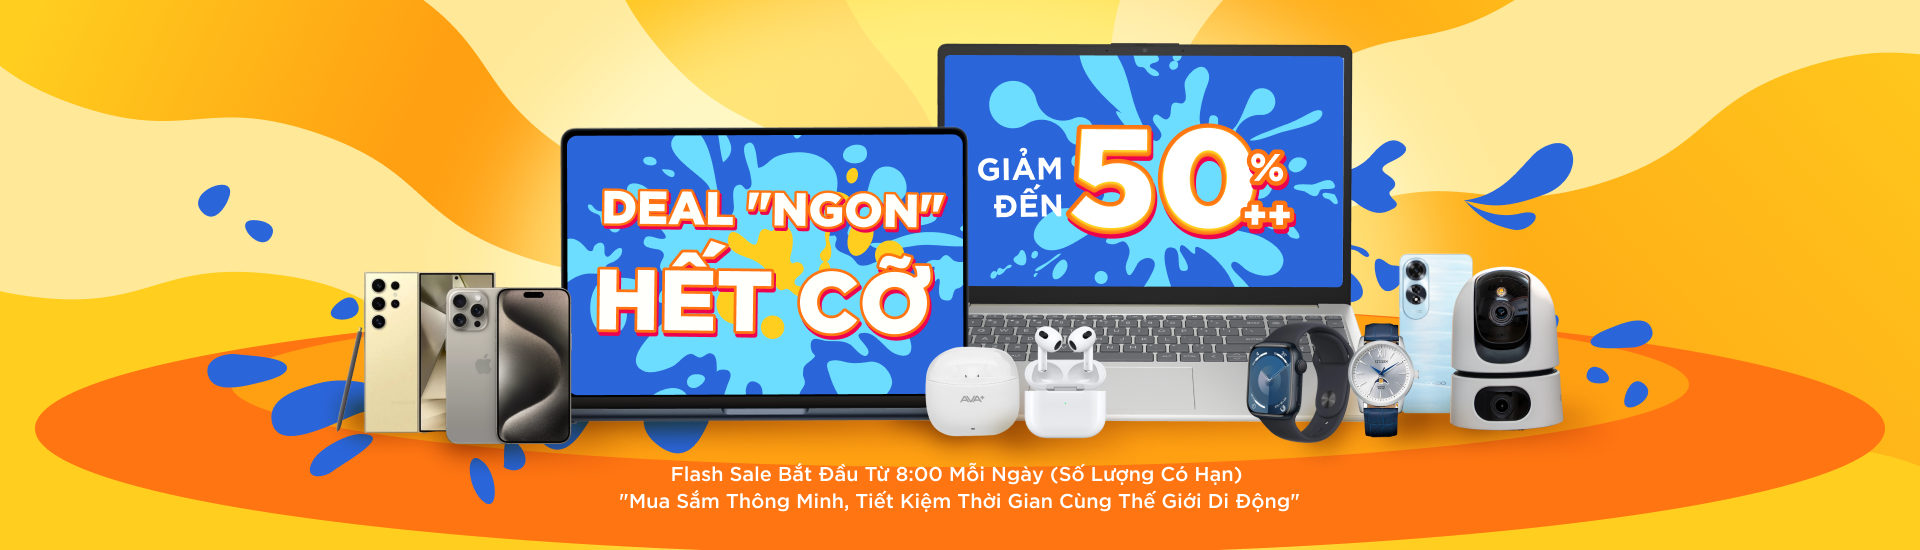 DEAL "NGON"
HẾT CỠ
GIẢM
ĐẾN
50%++
AVA+
Flash Sale Bắt Đầu Từ 8:00 Mỗi Ngày (Số Lượng Có Hạn)
"Mua Sắm Thông Minh, Tiết Kiệm Thời Gian Cùng Thế Giới Di Động"